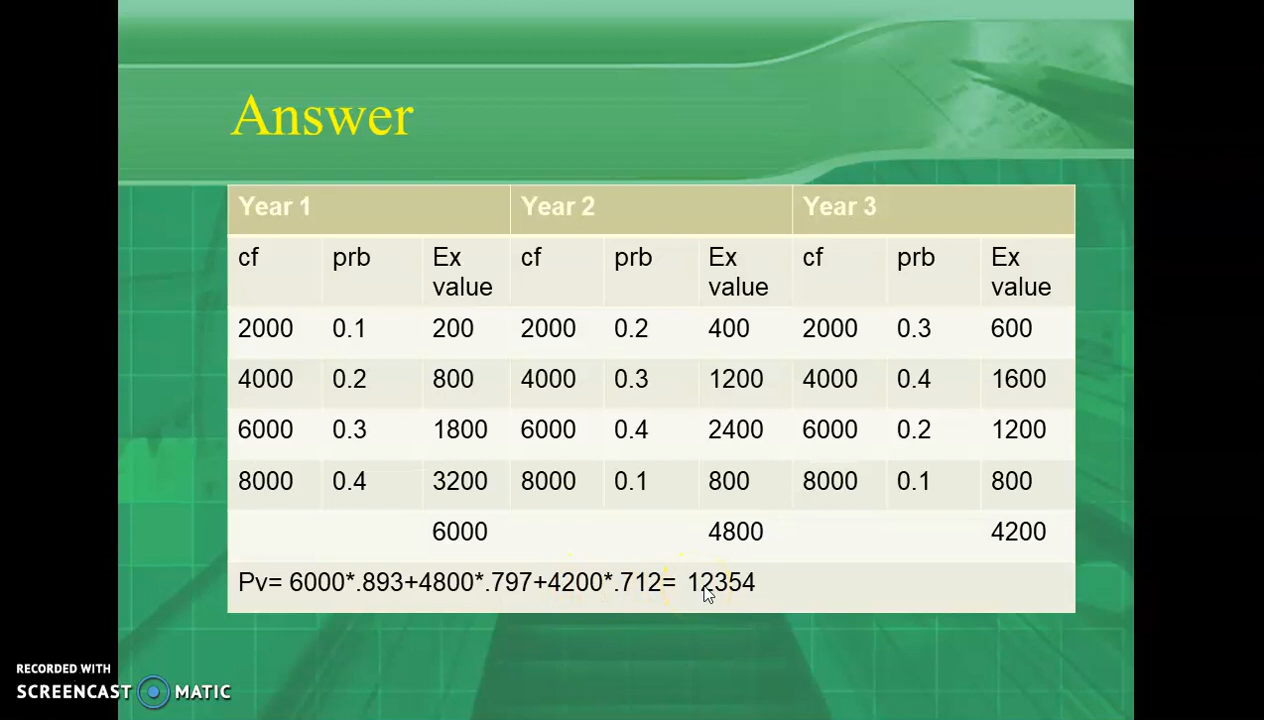 Answer
Year 1 Year 2 Year 3
cf prb Ex value cf prb Ex value cf prb Ex value
2000 0.1 200 2000 0.2 400 2000 0.3 600
4000 0.2 800 4000 0.3 1200 4000 0.4 1600
6000 0.3 1800 6000 0.4 2400 6000 0.2 1200
8000 0.4 3200 8000 0.1 800 8000 0.1 800
6000 4800 4200
Pv= 6000*.893+4800*.797+4200*.712= 12354
RECORDED WITH
SCREENCAST MATIC